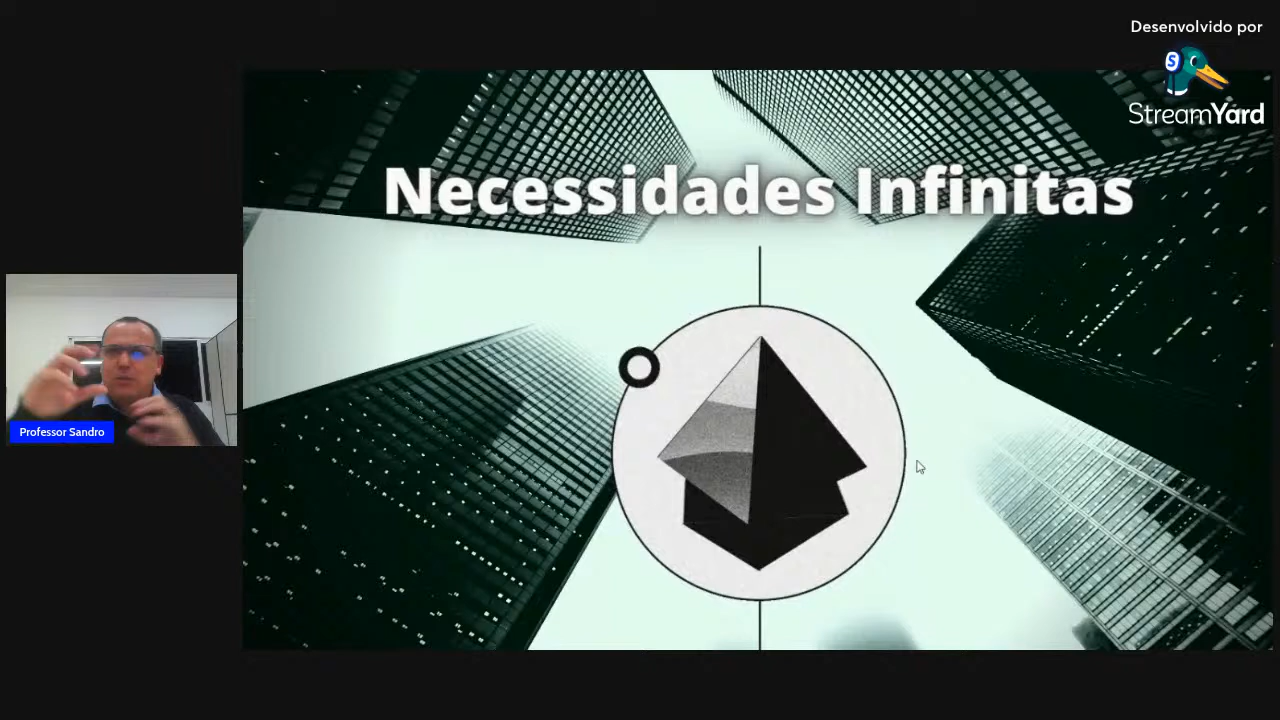 Desenvolvido por
StreamYard
Necessidades Infinitas
Professor Sandro